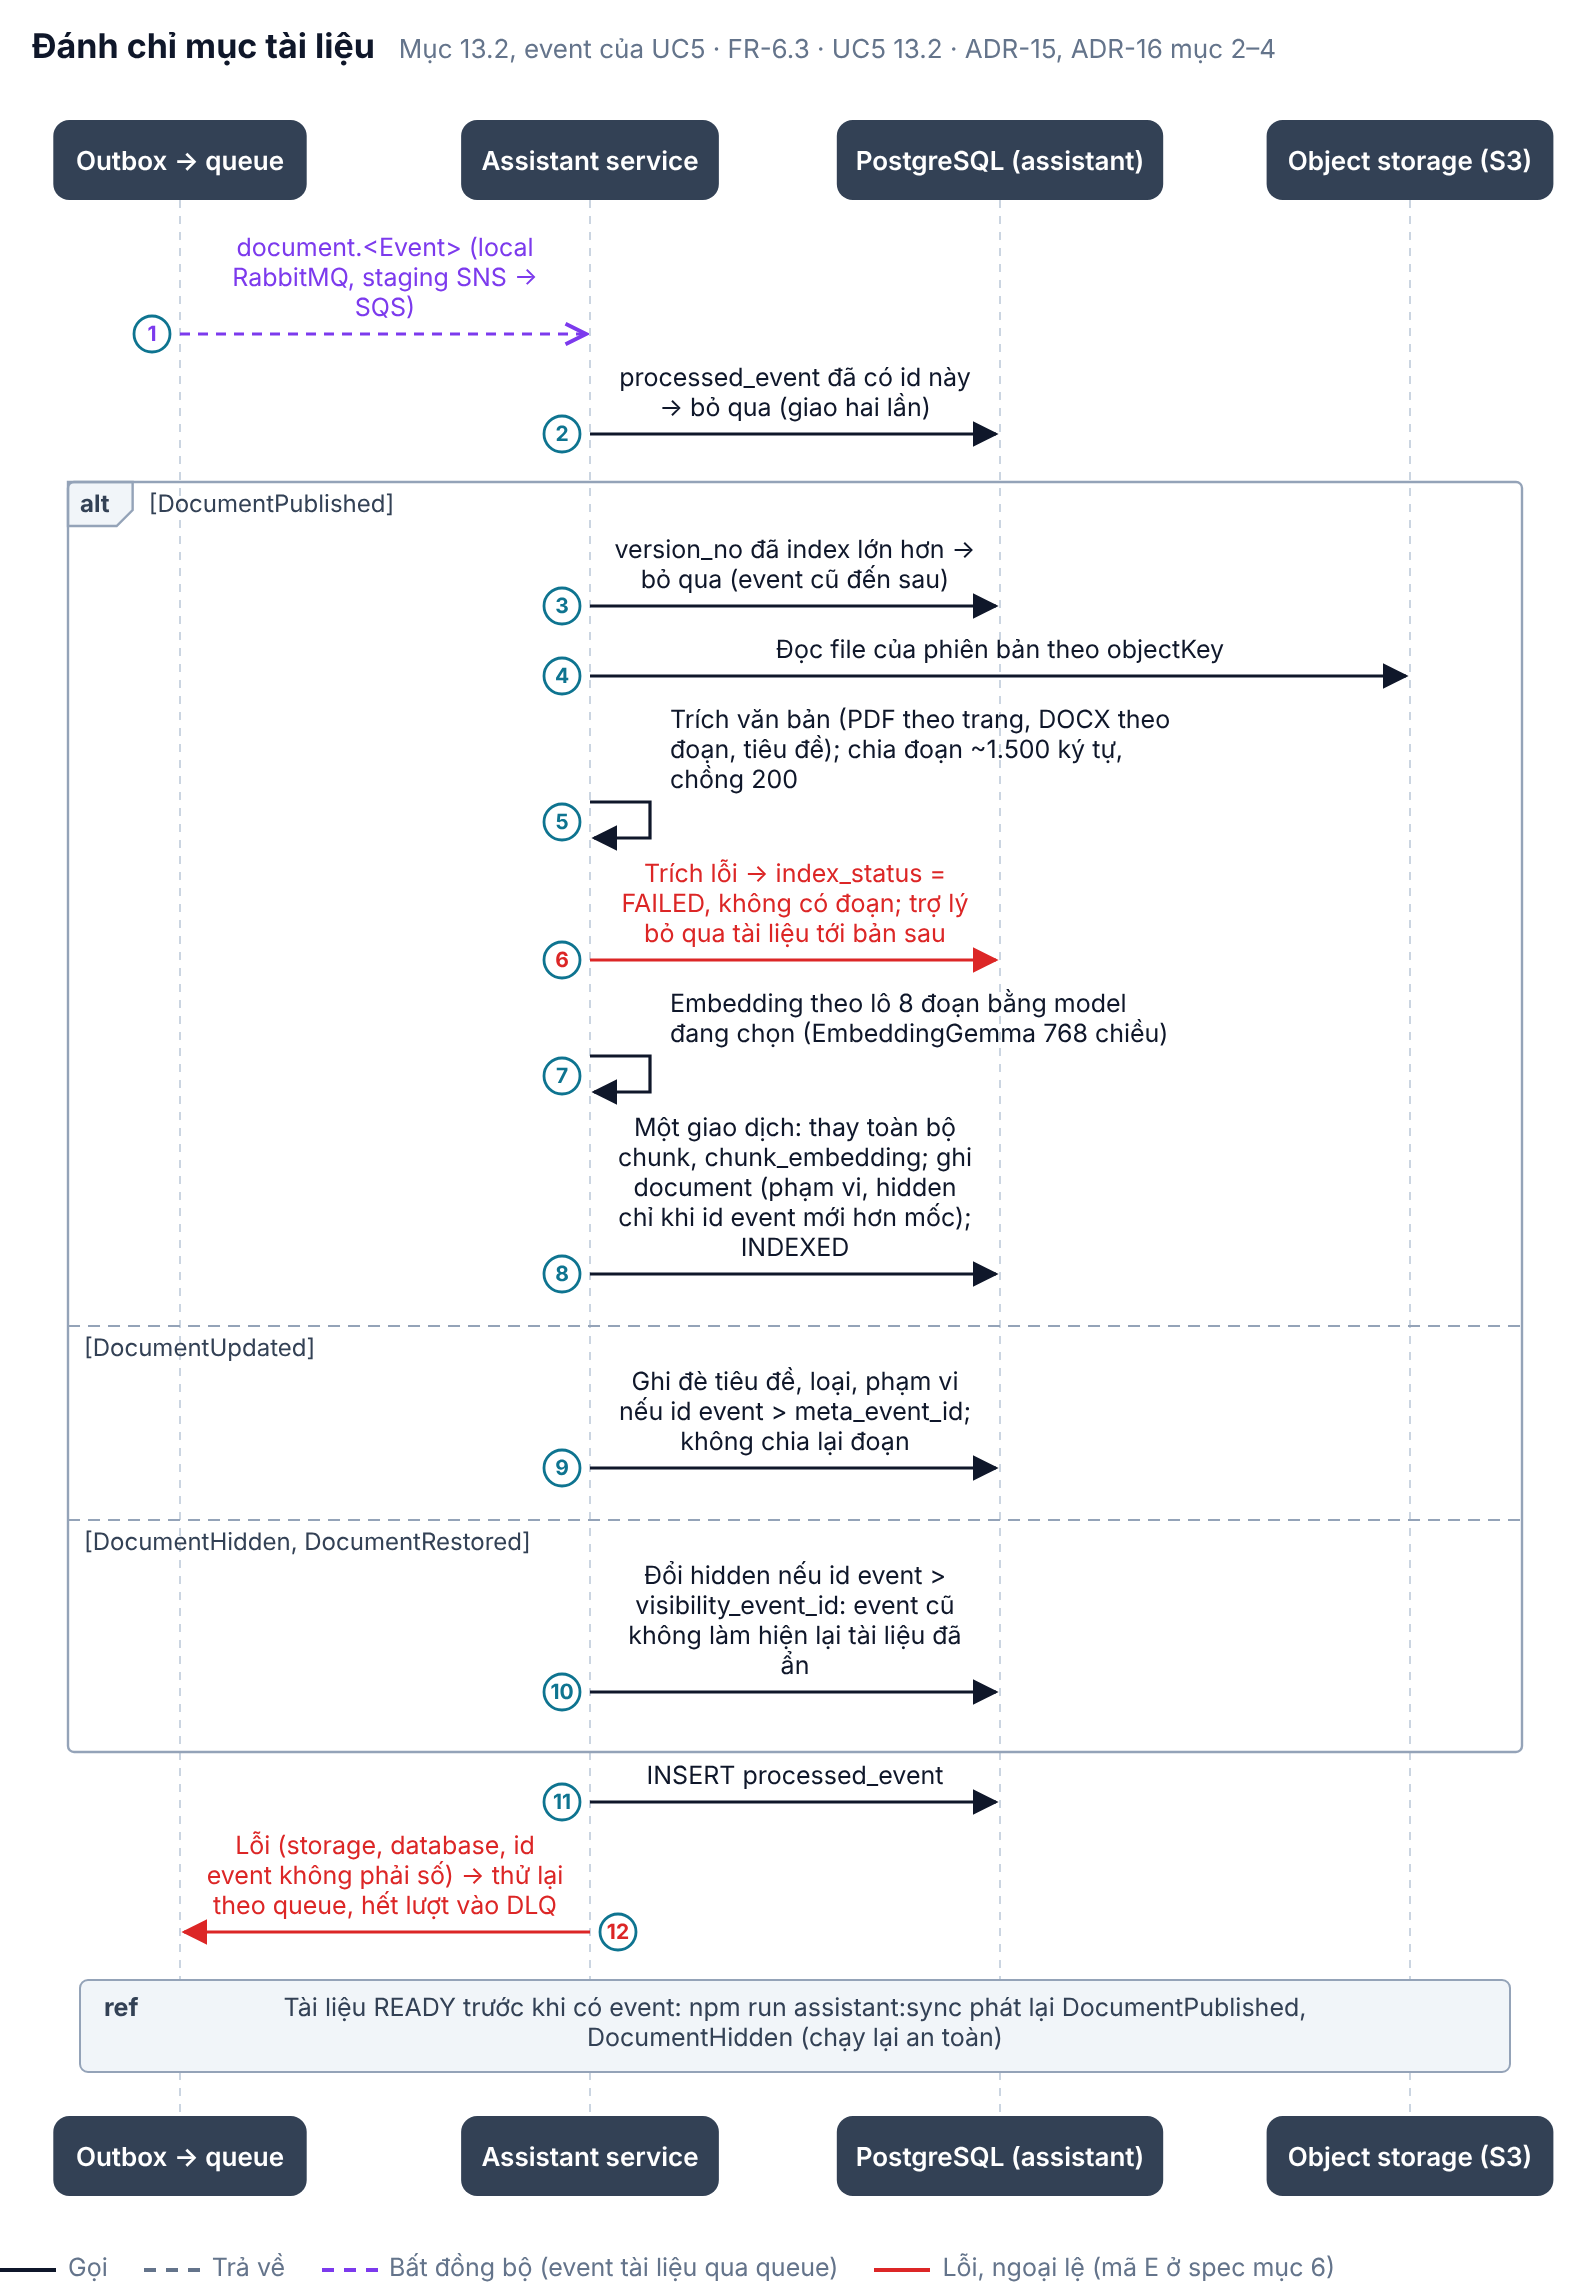 Đánh chỉ mục tài liệu Mục 13.2, event của UC5 · FR-6.3 · UC5 13.2 · ADR-15, ADR-16 mục 2–4
Outbox → queue
Assistant service
PostgreSQL (assistant)
Object storage (S3)
document.<Event> (local
RabbitMQ, staging SNS →
SQS)
1
processed_event đã có id này
→ bỏ qua (giao hai lần)
2
alt [DocumentPublished]
version_no đã index lớn hơn →
bỏ qua (event cũ đến sau)
3
Đọc file của phiên bản theo objectKey
4
Trích văn bản (PDF theo trang, DOCX theo
đoạn, tiêu đề); chia đoạn ~1.500 ký tự,
chồng 200
5
Trích lỗi → index_status =
FAILED, không có đoạn; trợ lý
bỏ qua tài liệu tới bản sau
6
Embedding theo lô 8 đoạn bằng model
đang chọn (EmbeddingGemma 768 chiều)
7
Một giao dịch: thay toàn bộ
chunk, chunk_embedding; ghi
document (phạm vi, hidden
chỉ khi id event mới hơn mốc);
INDEXED
8
[DocumentUpdated]
Ghi đè tiêu đề, loại, phạm vi
nếu id event > meta_event_id;
không chia lại đoạn
9
[DocumentHidden, DocumentRestored]
Đổi hidden nếu id event >
visibility_event_id: event cũ
không làm hiện lại tài liệu đã
ẩn
10
INSERT processed_event
11
Lỗi (storage, database, id
event không phải số) → thử lại
theo queue, hết lượt vào DLQ
12
ref Tài liệu READY trước khi có event: npm run assistant:sync phát lại DocumentPublished,
DocumentHidden (chạy lại an toàn)
Outbox → queue
Assistant service
PostgreSQL (assistant)
Object storage (S3)
Gọi
Trả về
Bất đồng bộ (event tài liệu qua queue)
Lỗi, ngoại lệ (mã E ở spec mục 6)